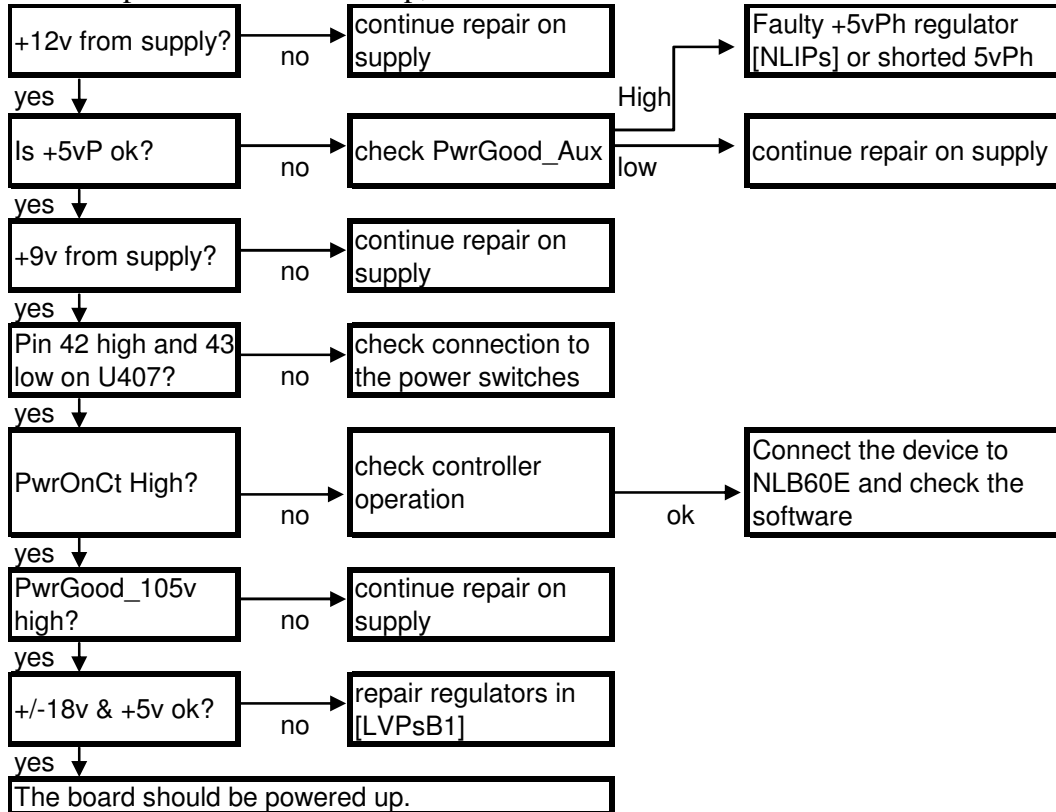 +12v from supply?
no
continue repair on
supply
Faulty +5vPh regulator
[NLIPs] or shorted 5vPh
yes
High
Is +5vP ok?
no
check PwrGood_Aux
low
continue repair on supply
yes
+9v from supply?
no
continue repair on
supply
yes
Pin 42 high and 43
low on U407?
no
check connection to
the power switches
yes
PwrOnCt High?
no
check controller
operation
ok
Connect the device to
NLB60E and check the
software
yes
PwrGood_105v
high?
no
continue repair on
supply
yes
+/-18v & +5v ok?
no
repair regulators in
[LVPsB1]
yes
The board should be powered up.